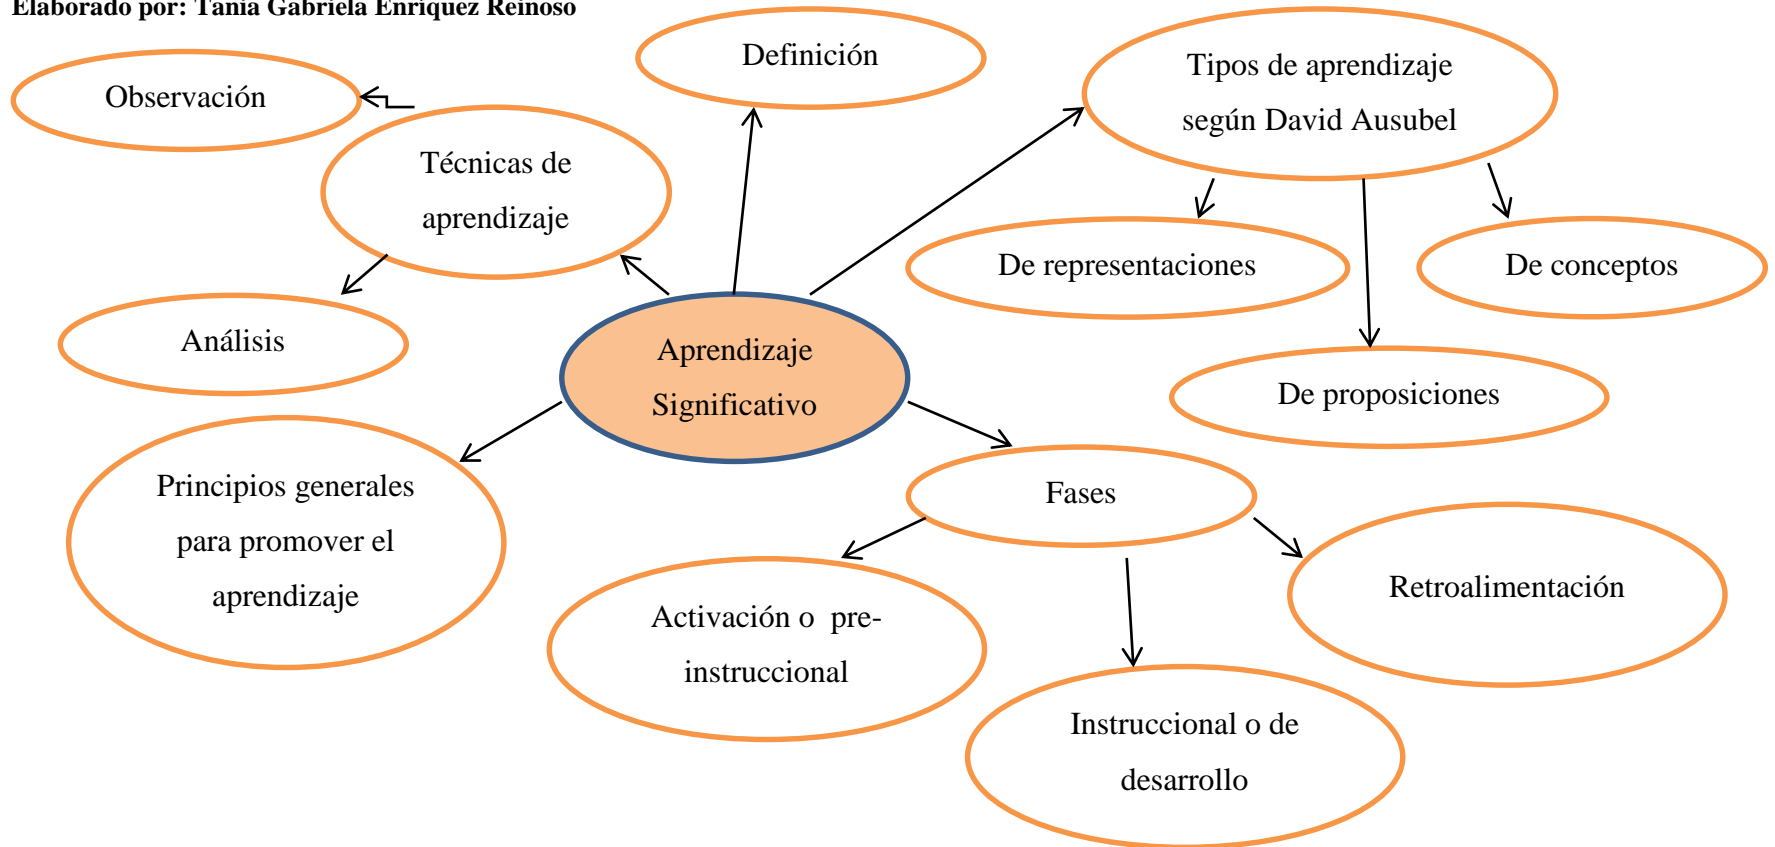 Elaborado por: Tania Gabriela Enríquez Reinoso
Definición
Tipos de aprendizaje
según David Ausubel
Observación
Técnicas de
aprendizaje
De representaciones
De conceptos
Análisis
Aprendizaje
Significativo
De proposiciones
Principios generales
para promover el
aprendizaje
Fases
Retroalimentación
Activación o  pre-
instruccional
Instruccional o de
desarrollo